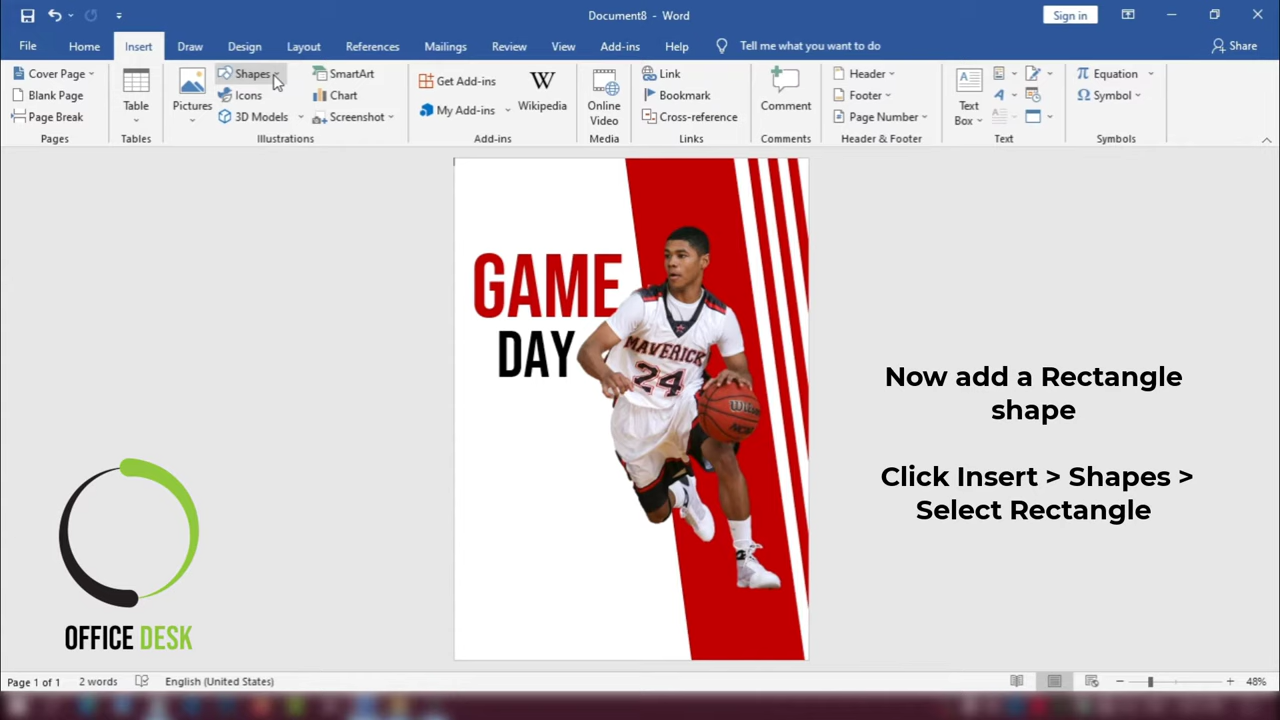 Document8 - Word
Sign in
File Home Insert Draw Design Layout References Mailings Review View Add-ins Help Tell me what you want to do Share
Cover Page
Blank Page
Page Break
Pages
Table
Tables
Pictures
Shapes
Icons
3D Models
SmartArt
Chart
Screenshot
Illustrations
Get Add-ins
My Add-ins
Wikipedia
Add-ins
Online
Video
Media
Link
Bookmark
Cross-reference
Links
Comment
Comments
Header
Footer
Page Number
Header & Footer
Text
Box
Text
Equation
Symbol
Symbols
GAME
DAY
MAVERICK
24
Wilson
NCAA
Now add a Rectangle
shape
Click Insert > Shapes >
Select Rectangle
OFFICE DESK
Page 1 of 1 2 words English (United States) 48%